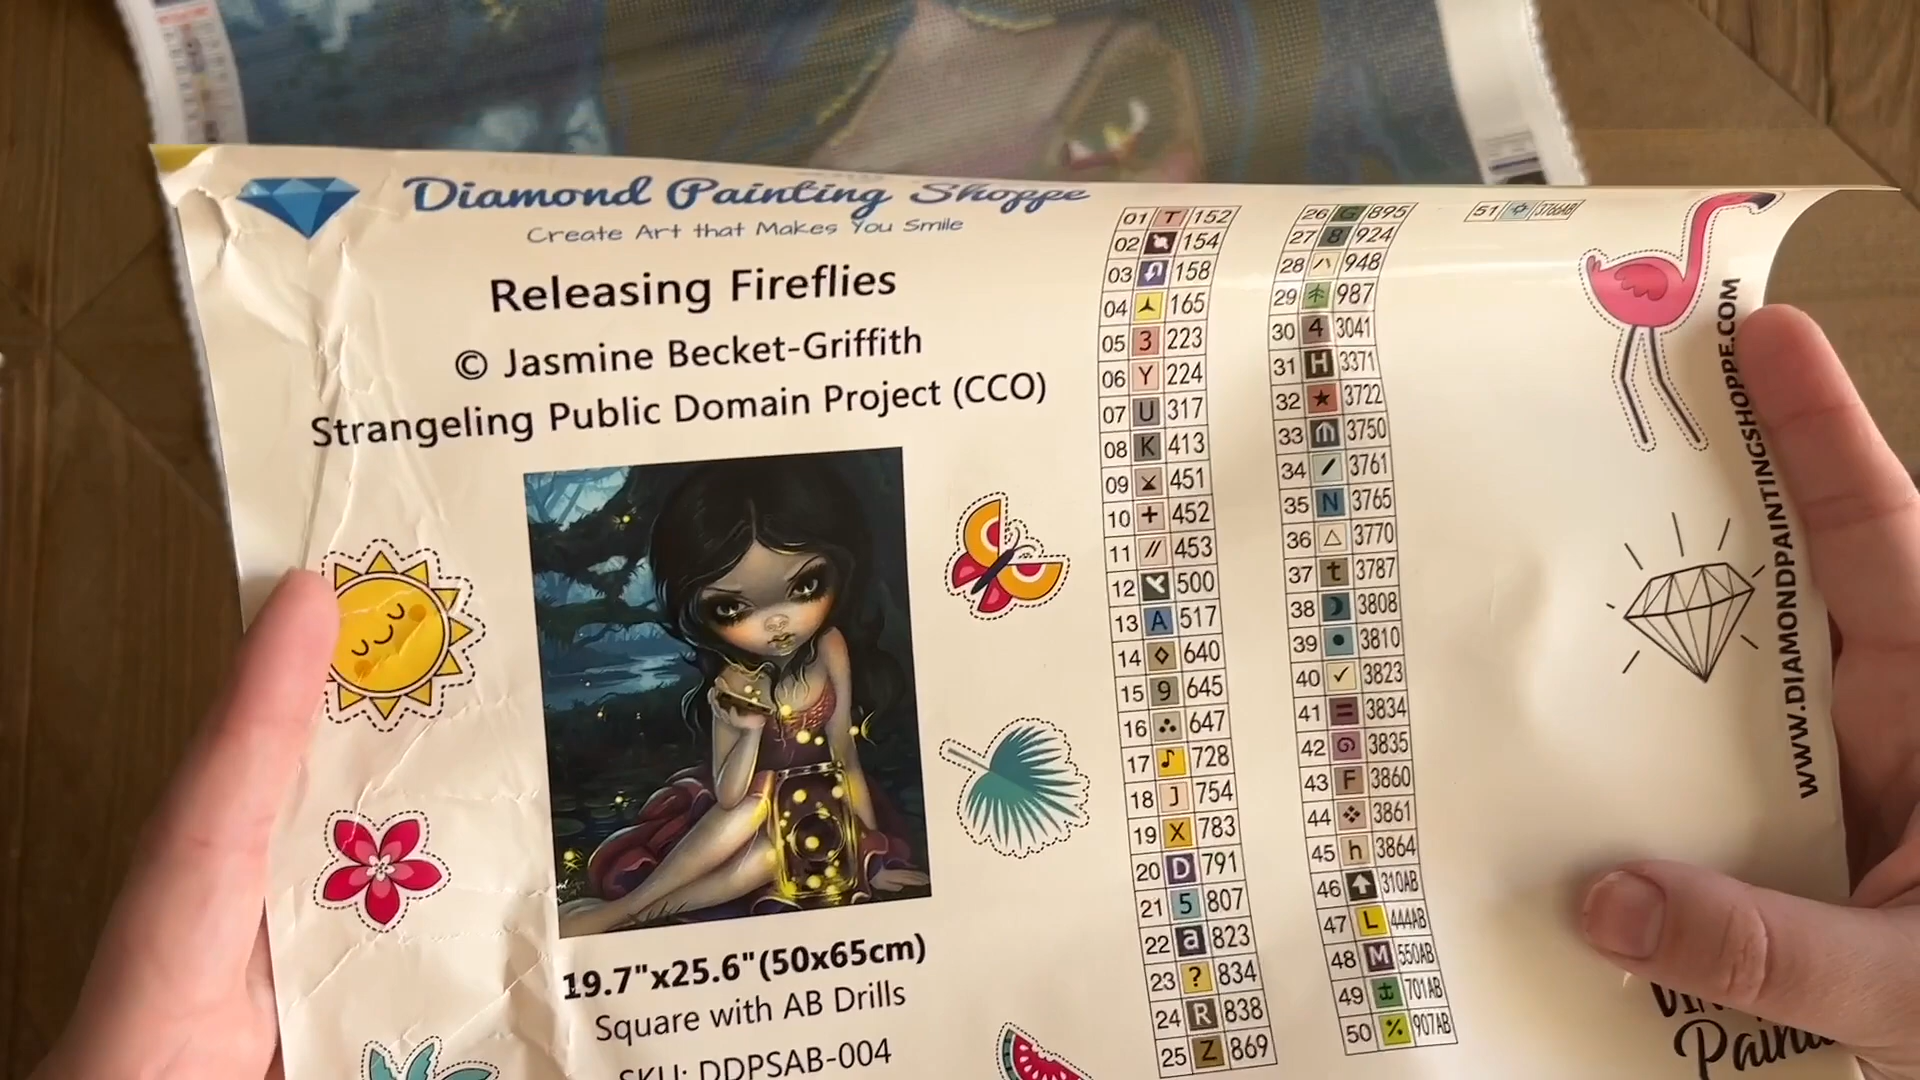 Diamond Painting Shoppe
Create Art that Makes You Smile
Releasing Fireflies
© Jasmine Becket-Griffith
Strangeling Public Domain Project (CCO)
19.7"x25.6"(50x65cm)
Square with AB Drills
SKU: DDPSAB-004
01 T 152
02 154
03 158
04 165
05 3 223
06 Y 224
07 U 317
08 K 413
09 451
10 + 452
11 // 453
12 500
13 A 517
14 640
15 9 645
16 647
17 ♪ 728
18 J 754
19 X 783
20 D 791
21 5 807
22 a 823
23 ? 834
24 R 838
25 Z 869
26 G 895
27 8 924
28 948
29 987
30 4 3041
31 H 3371
32 ★ 3722
33 3750
34 / 3761
35 N 3765
36 △ 3770
37 t 3787
38 3808
39 ● 3810
40 ✓ 3823
41 = 3834
42 3835
43 F 3860
44 3861
45 h 3864
46 310AB
47 L 444AB
48 M 550AB
49 701AB
50 % 907AB
51 3766AB
WWW.DIAMONDPAINTINGSHOPPE.COM